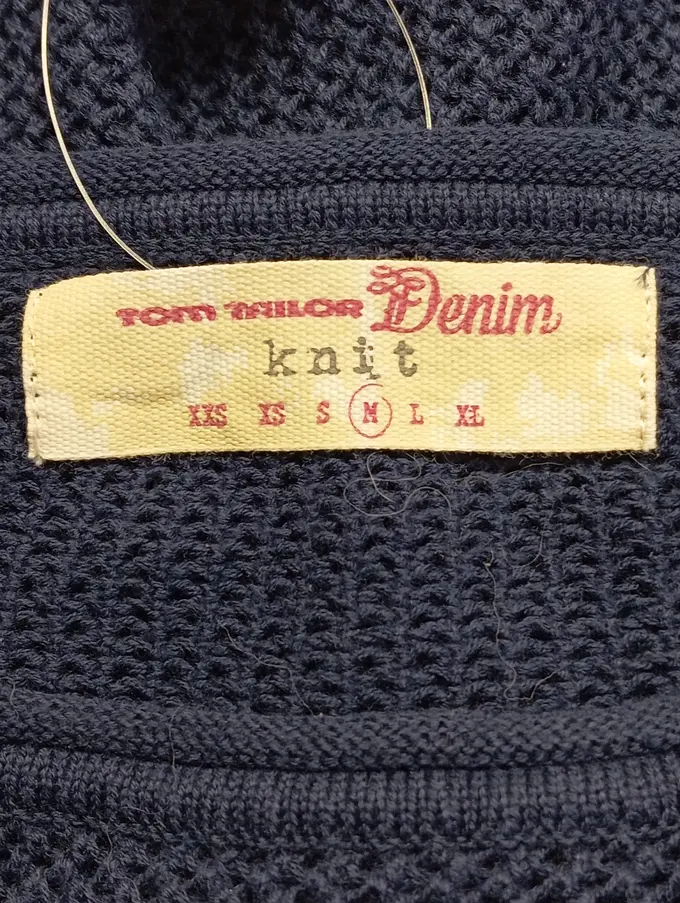 TOM TAILOR Denim
knit
XXS XS S M L XL